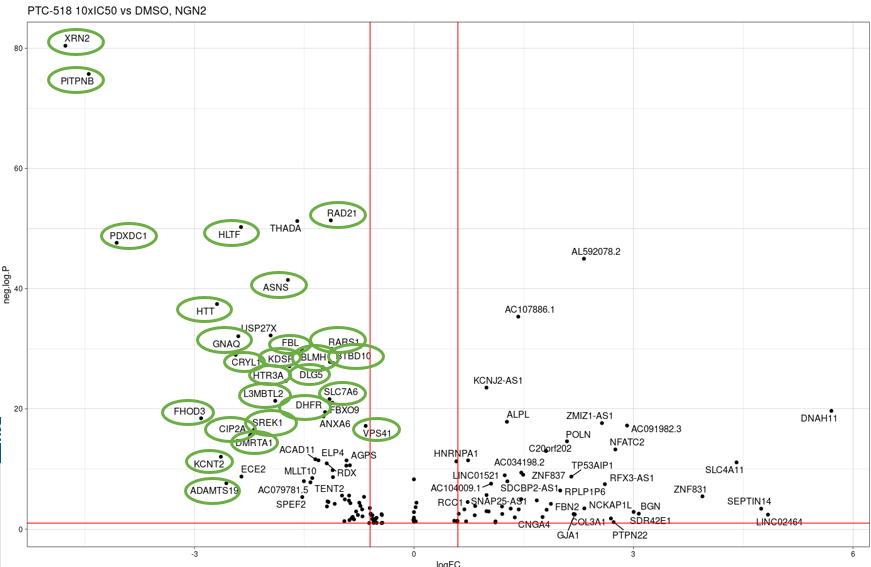 PTC-518 10xIC50 vs DMSO, NGN2
XRN2
80
PITPNB
60
RAD21
THADA
HLTF
PDXDC1
AL592078.2
ASNS
neg.log.P
40
HTT
AC107886.1
USP27X
GNAQ
FBL
RARS1
KDSR
BLMH
BTBD10
CRYL1
HTR3A
DLG5
KCNJ2-AS1
L3MBTL2
SLC7A6
20
FHOD3
DHFR
FBXO9
ALPL
ZMIZ1-AS1
DNAH11
CIP2A
SREK1
ANXA6
VPS41
AC091982.3
POLN
DMRTA1
NFATC2
ACAD11
ELP4
AGPS
HNRNPA1
C20orf202
KCNT2
ECE2
MLLT10
RDX
AC034198.2
TP53AIP1
SLC4A11
LINC01521
ZNF837
RFX3-AS1
ADAMTS19
AC079781.5
TENT2
AC104009.1
SDCBP2-AS1
RPLP1P6
ZNF831
SPEF2
RCC1
SNAP25-AS1
FBN2
NCKAP1L
BGN
SEPTIN14
CNGA4
COL3A1
SDR42E1
LINC02464
GJA1
PTPN22
0
-3
0
3
6
logFC